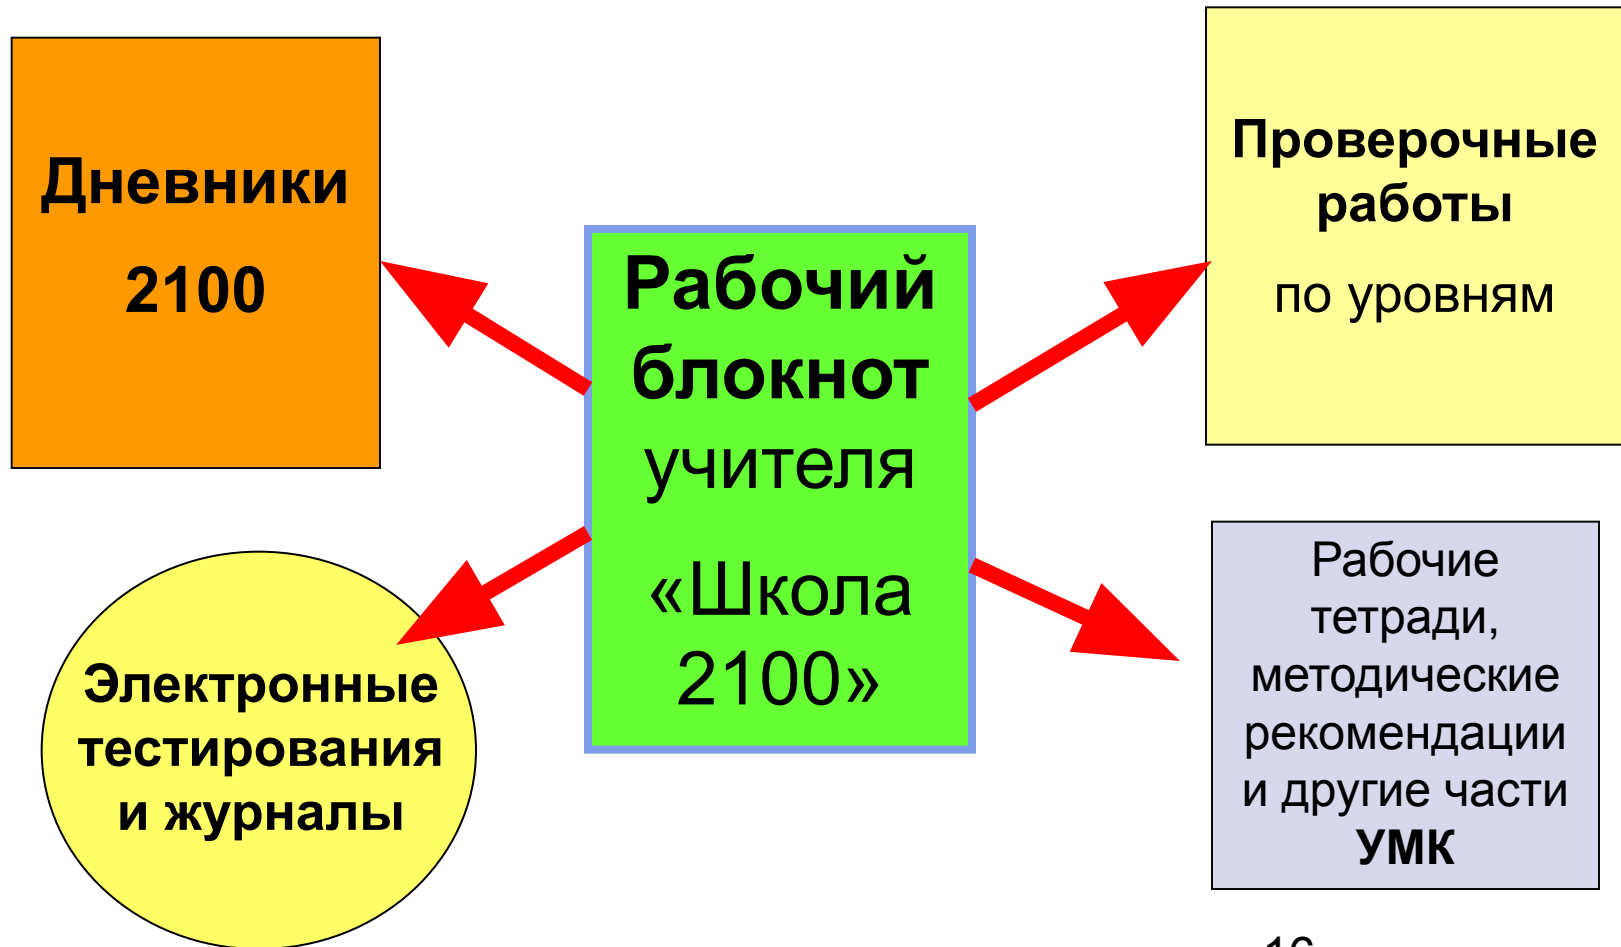 Дневники
2100
Проверочные
работы
по уровням
Рабочий
блокнот
учителя
«Школа
2100»
Электронные
тестирования
и журналы
Рабочие
тетради,
методические
рекомендации
и другие части
УМК
16